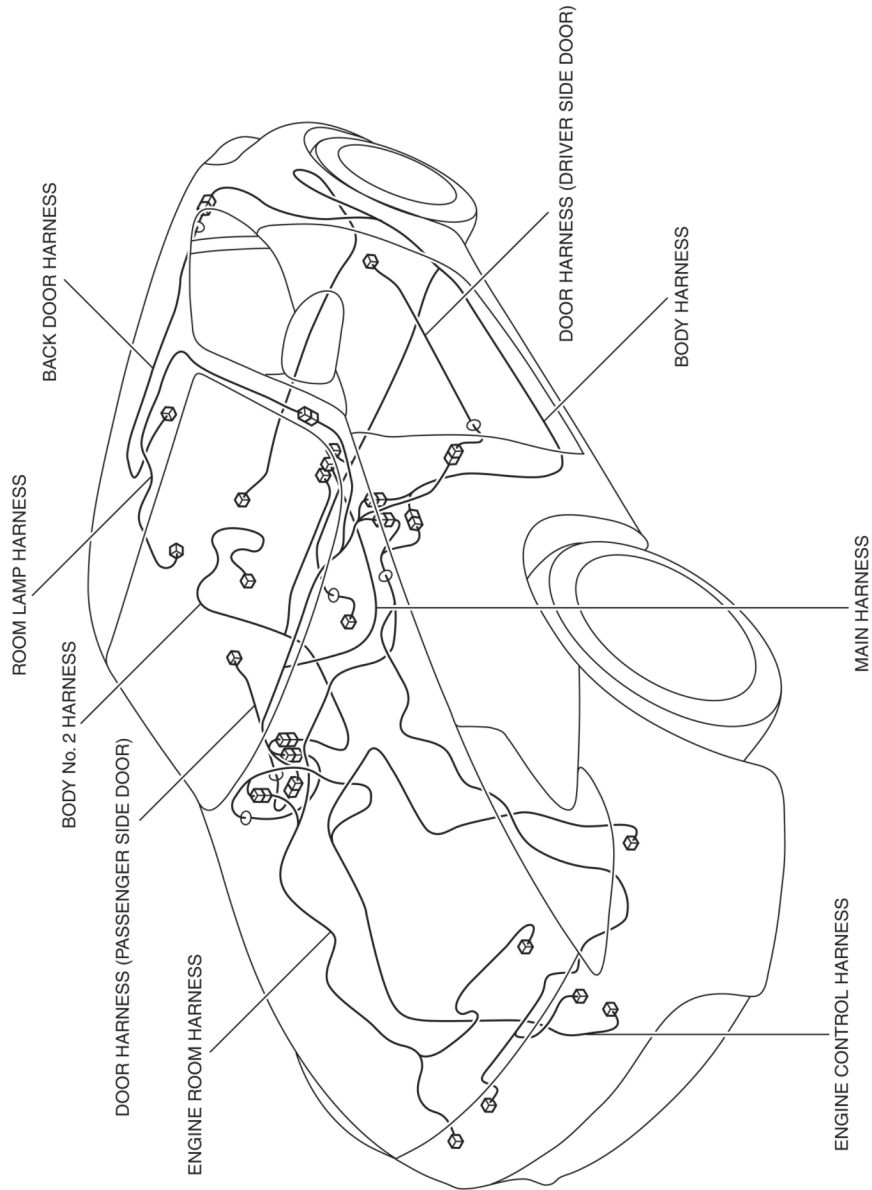 BACK DOOR HARNESS
ROOM LAMP HARNESS
BODY No. 2 HARNESS
DOOR HARNESS (PASSENGER SIDE DOOR)
ENGINE ROOM HARNESS
DOOR HARNESS (DRIVER SIDE DOOR)
BODY HARNESS
MAIN HARNESS
ENGINE CONTROL HARNESS